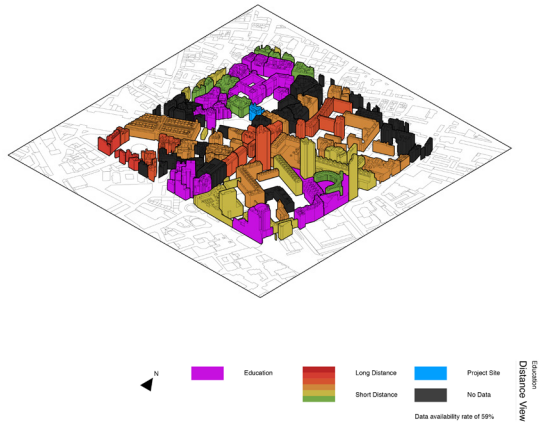 N
Education
Long Distance
Short Distance
Project Site
No Data
Data availability rate of 59%
Education
Distance View